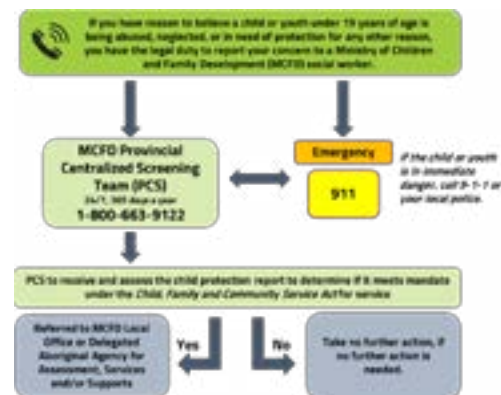 If you have reason to believe a child or youth under 19 years of age is
being abused, neglected, or in need of protection for any other reason,
you have the legal duty to report your concern to a Ministry of Children
and Family Development (MCFD) social worker.
MCFD Provincial
Centralized Screening
Team (PCS)
24/7, 365 days a year
1-800-663-9122
Emergency
911
If the child or youth
is in immediate
danger, call 9-1-1 or
your local police.
PCS to receive and assess the child protection report to determine if it meets mandate
under the Child, Family and Community Service Act for service
Referred to MCFD Local
Office or Delegated
Aboriginal Agency for
Assessment, Services
and/or Supports
Yes
No
Take no further action, if
no further action is
needed.